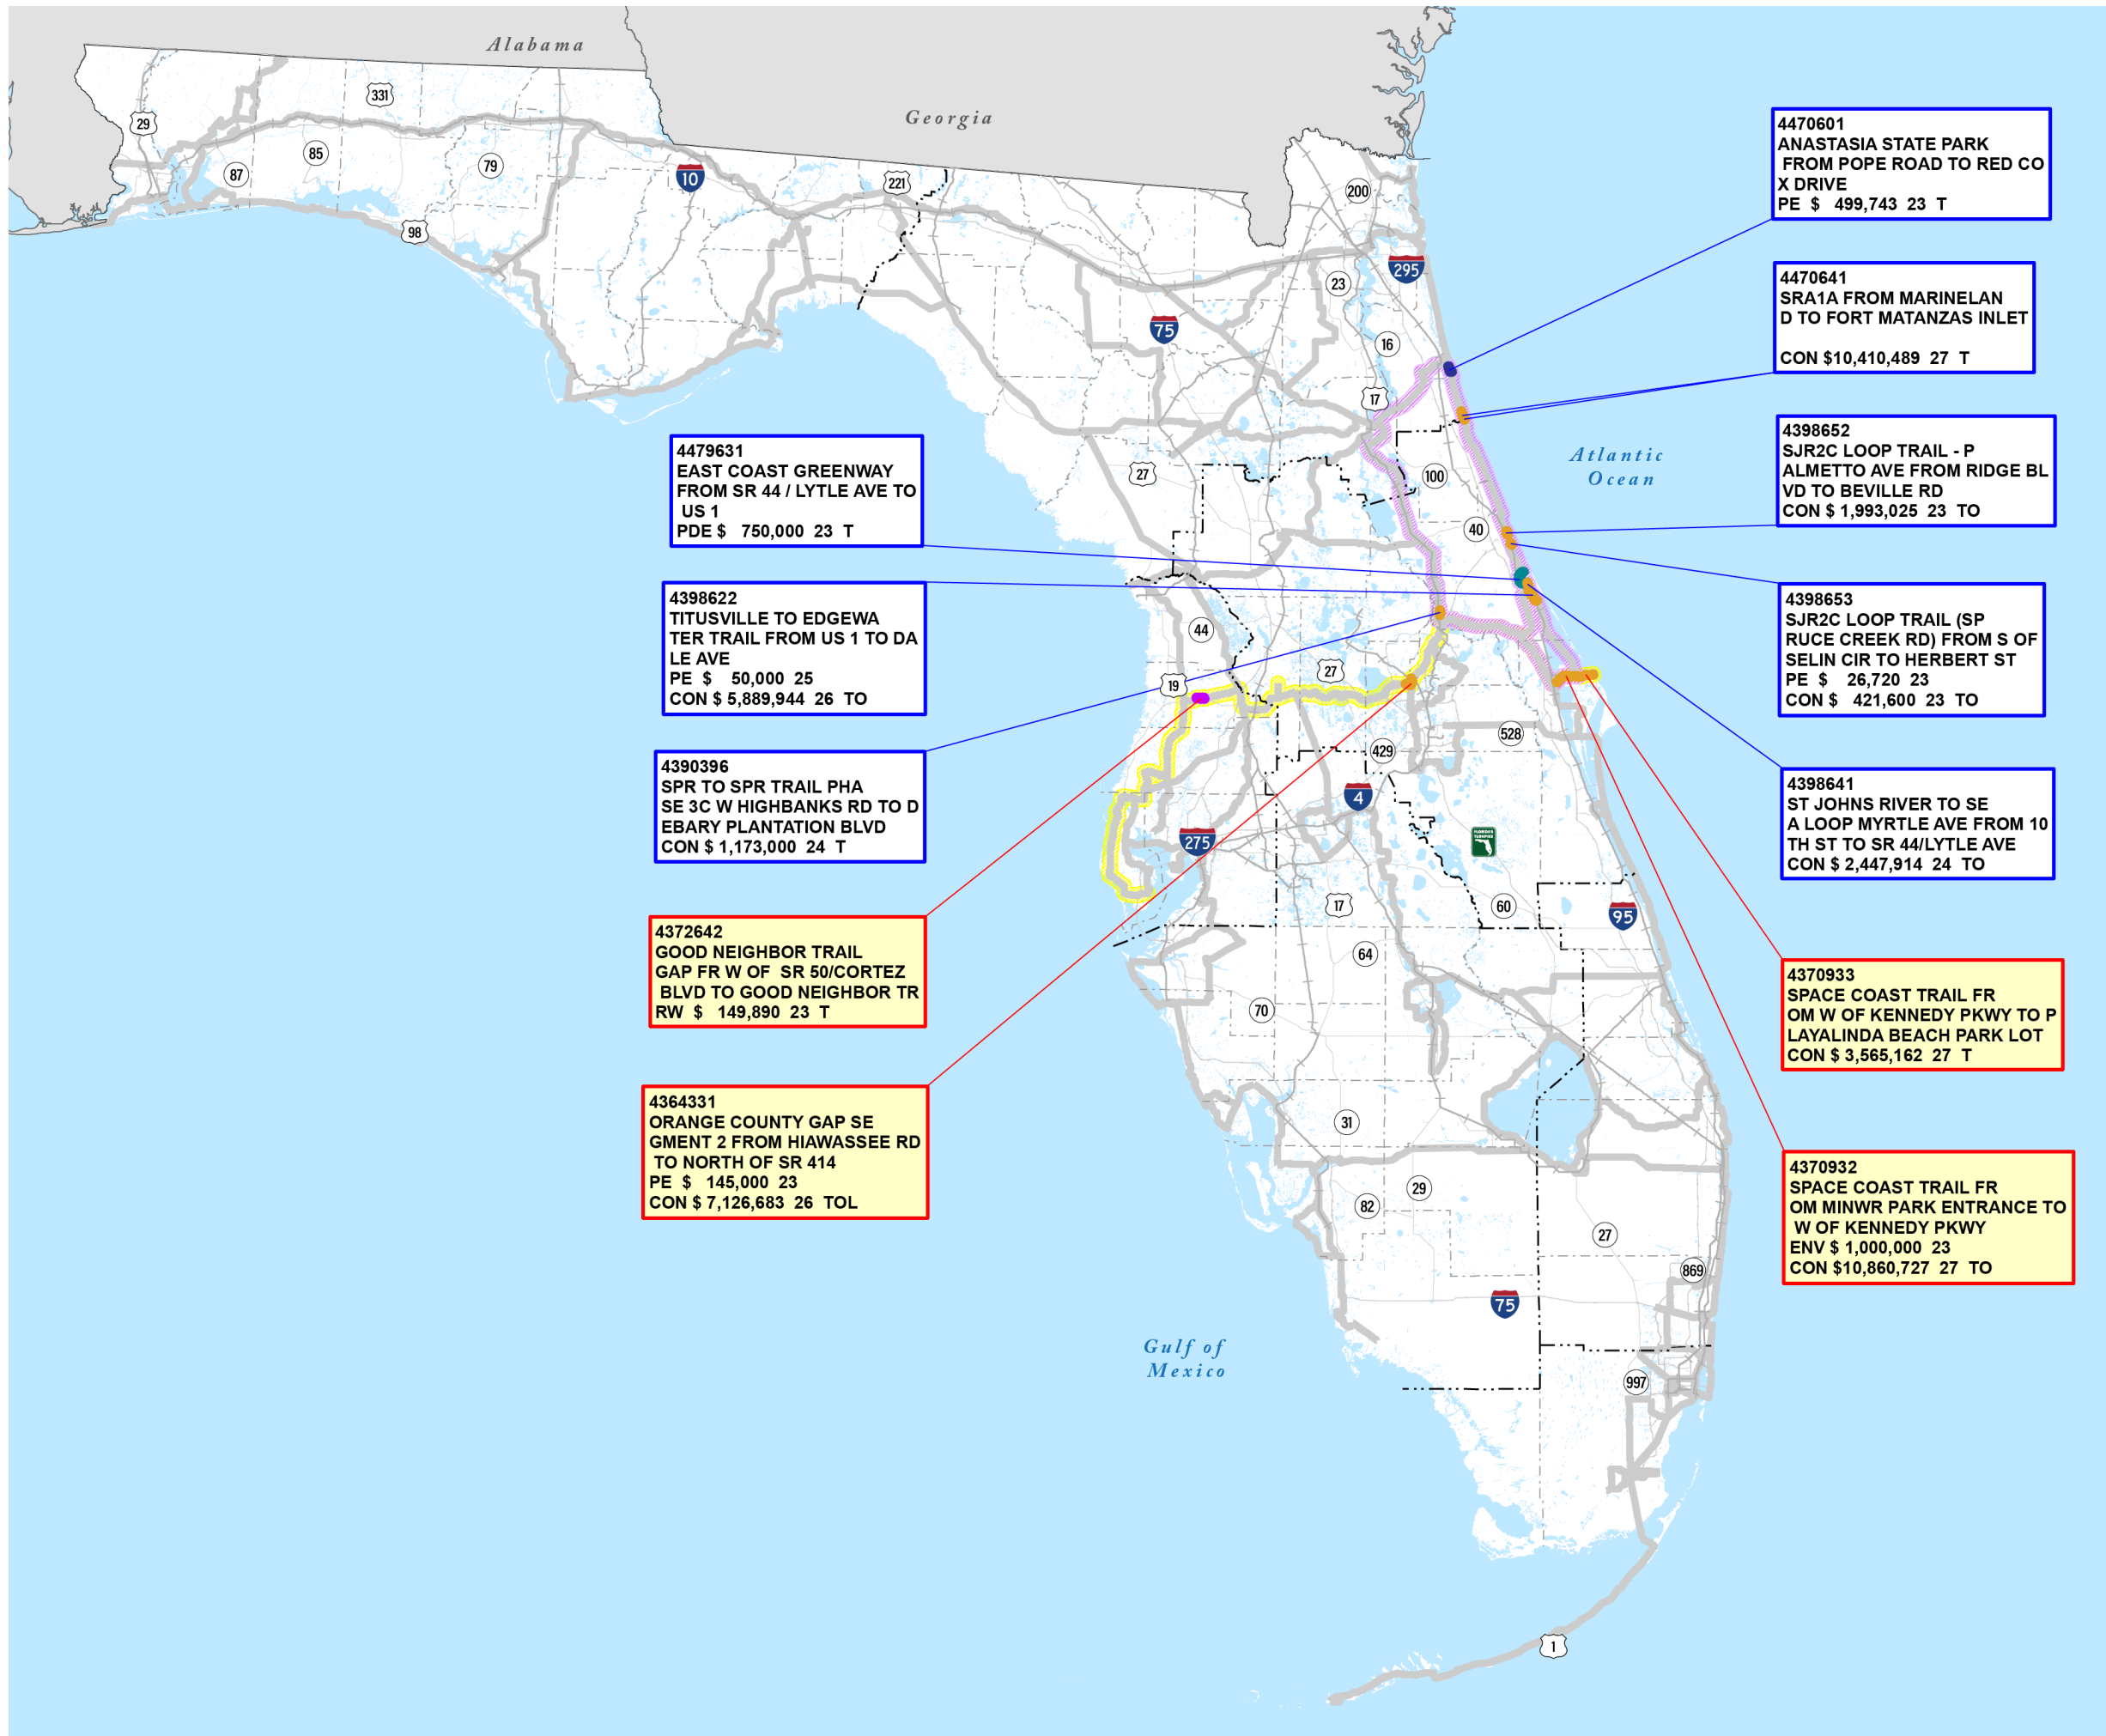 Alabama
Georgia
331
29
85
87
79
10
221
98
200
295
23
75
16
17
27
100
40
44
19
27
528
429
4
275
17
60
95
64
70
31
29
82
27
869
75
997
1
Atlantic
Ocean
Gulf of
Mexico
FLORIDA'S
TURNPIKE
4470601
ANASTASIA STATE PARK
FROM POPE ROAD TO RED CO
X DRIVE
PE $ 499,743 23 T
4470641
SRA1A FROM MARINELAN
D TO FORT MATANZAS INLET
CON $10,410,489 27 T
4398652
SJR2C LOOP TRAIL - P
ALMETTO AVE FROM RIDGE BL
VD TO BEVILLE RD
CON $ 1,993,025 23 TO
4398653
SJR2C LOOP TRAIL (SP
RUCE CREEK RD) FROM S OF
SELIN CIR TO HERBERT ST
PE $ 26,720 23
CON $ 421,600 23 TO
4398641
ST JOHNS RIVER TO SE
A LOOP MYRTLE AVE FROM 10
TH ST TO SR 44/LYTLE AVE
CON $ 2,447,914 24 TO
4370933
SPACE COAST TRAIL FR
OM W OF KENNEDY PKWY TO P
LAYALINDA BEACH PARK LOT
CON $ 3,565,162 27 T
4370932
SPACE COAST TRAIL FR
OM MINWR PARK ENTRANCE TO
W OF KENNEDY PKWY
ENV $ 1,000,000 23
CON $10,860,727 27 TO
4479631
EAST COAST GREENWAY
FROM SR 44 / LYTLE AVE TO
US 1
PDE $ 750,000 23 T
4398622
TITUSVILLE TO EDGEWA
TER TRAIL FROM US 1 TO DA
LE AVE
PE $ 50,000 25
CON $ 5,889,944 26 TO
4390396
SPR TO SPR TRAIL PHA
SE 3C W HIGHBANKS RD TO D
EBARY PLANTATION BLVD
CON $ 1,173,000 24 T
4372642
GOOD NEIGHBOR TRAIL
GAP FR W OF SR 50/CORTEZ
BLVD TO GOOD NEIGHBOR TR
RW $ 149,890 23 T
4364331
ORANGE COUNTY GAP SE
GMENT 2 FROM HIAWASSEE RD
TO NORTH OF SR 414
PE $ 145,000 23
CON $ 7,126,683 26 TOL